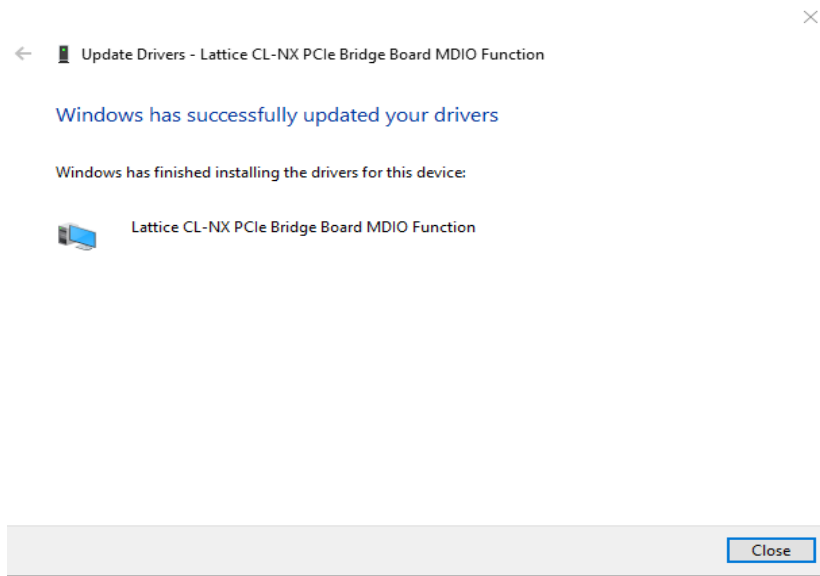 Update Drivers - Lattice CL-NX PCIe Bridge Board MDIO Function
Windows has successfully updated your drivers
Windows has finished installing the drivers for this device:
Lattice CL-NX PCIe Bridge Board MDIO Function
Close